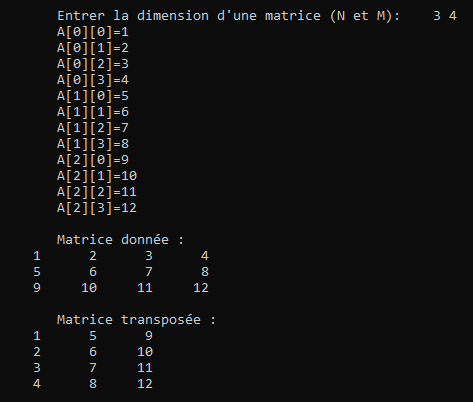 Entrer la dimension d'une matrice (N et M): 3 4
A[0][0]=1
A[0][1]=2
A[0][2]=3
A[0][3]=4
A[1][0]=5
A[1][1]=6
A[1][2]=7
A[1][3]=8
A[2][0]=9
A[2][1]=10
A[2][2]=11
A[2][3]=12
Matrice donnée :
1 2 3 4
5 6 7 8
9 10 11 12
Matrice transposée :
1 5 9
2 6 10
3 7 11
4 8 12